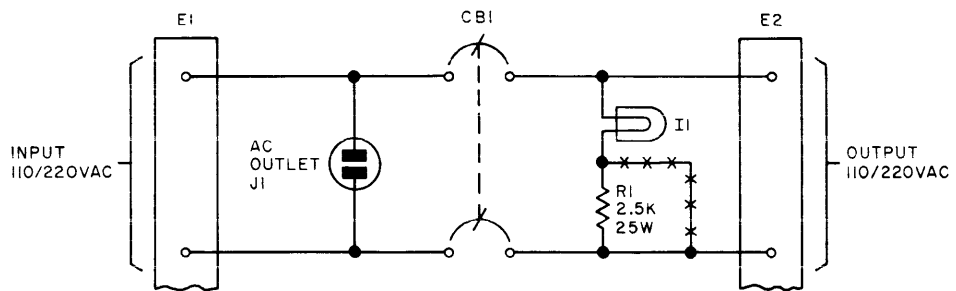 E1
CB1
E2
INPUT
110/220VAC
AC
OUTLET
J1
I1
R1
2.5K
25W
OUTPUT
110/220VAC